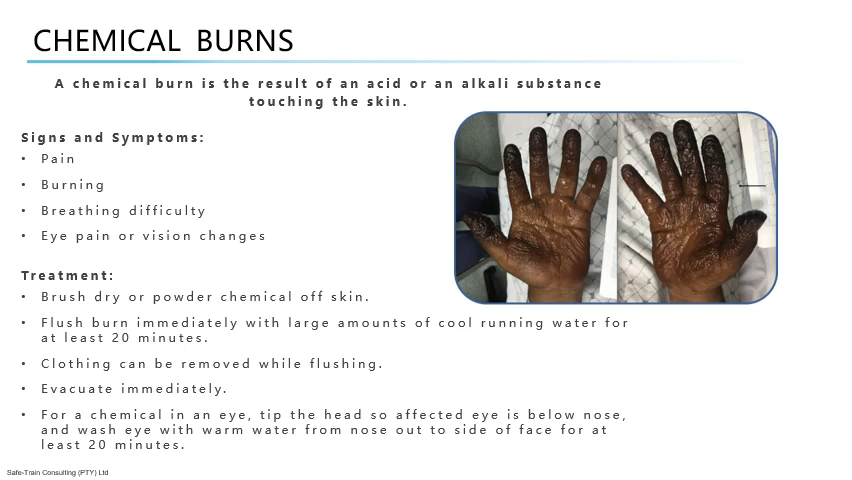 CHEMICAL BURNS
A chemical burn is the result of an acid or an alkali substance
touching the skin.
Signs and Symptoms:
• Pain
• Burning
• Breathing difficulty
• Eye pain or vision changes
Treatment:
• Brush dry or powder chemical off skin.
• Flush burn immediately with large amounts of cool running water for
at least 20 minutes.
• Clothing can be removed while flushing.
• Evacuate immediately.
• For a chemical in an eye, tip the head so affected eye is below nose,
and wash eye with warm water from nose out to side of face for at
least 20 minutes.
Safe-Train Consulting (PTY) Ltd